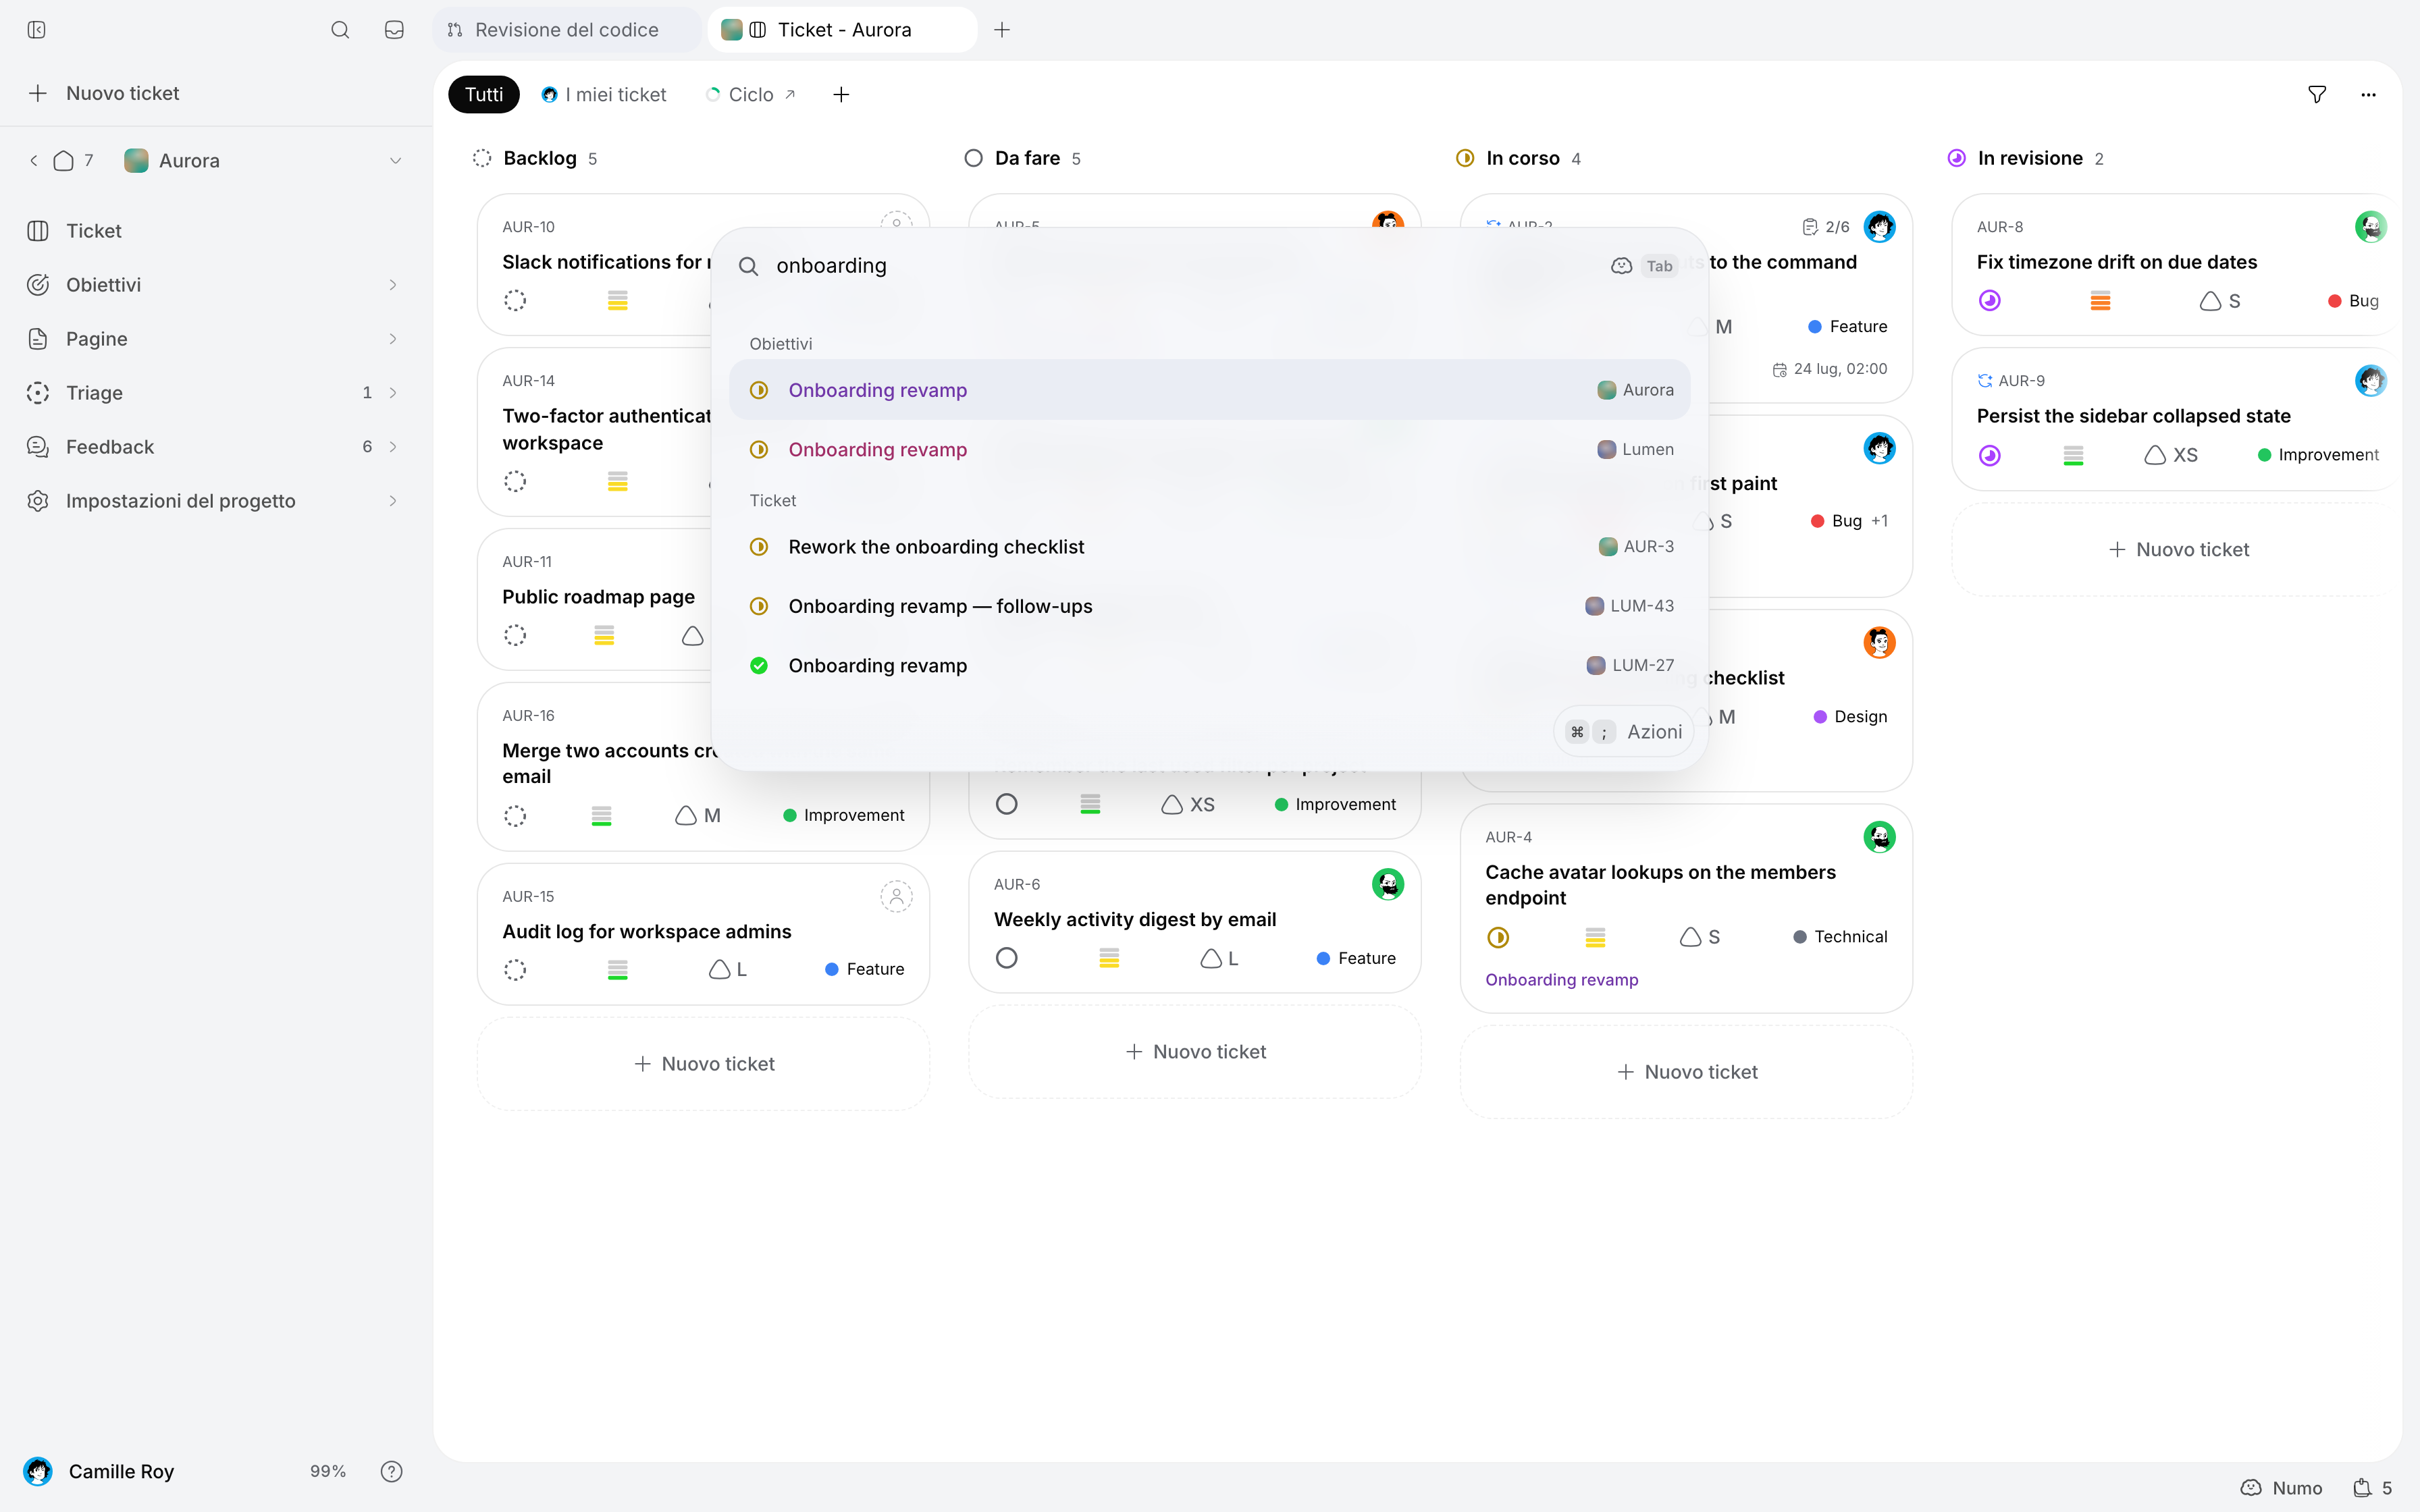 Revisione del codice
Ticket - Aurora
Nuovo ticket
7
Aurora
Ticket
Obiettivi
Pagine
Triage
1
Feedback
6
Impostazioni del progetto
Camille Roy
99%
Tutti
I miei ticket
Ciclo
Backlog 5
AUR-10
Slack notifications for
AUR-14
Two-factor authenticat
workspace
AUR-11
Public roadmap page
AUR-16
Merge two accounts
email
M
Improvement
AUR-15
Audit log for workspace admins
L
Feature
Nuovo ticket
Da fare 5
AUR-5
XS
Improvement
AUR-6
Weekly activity digest by email
L
Feature
Nuovo ticket
In corso 4
AUR-2
2/6
to the command
M
Feature
24 lug, 02:00
first paint
S
Bug +1
checklist
M
Design
AUR-4
Cache avatar lookups on the members
endpoint
S
Technical
Onboarding revamp
Nuovo ticket
In revisione 2
AUR-8
Fix timezone drift on due dates
S
Bug
AUR-9
Persist the sidebar collapsed state
XS
Improvement
Nuovo ticket
onboarding
Tab
Obiettivi
Onboarding revamp
Aurora
Onboarding revamp
Lumen
Ticket
Rework the onboarding checklist
AUR-3
Onboarding revamp — follow-ups
LUM-43
Onboarding revamp
LUM-27
⌘ ; Azioni
Numo
5